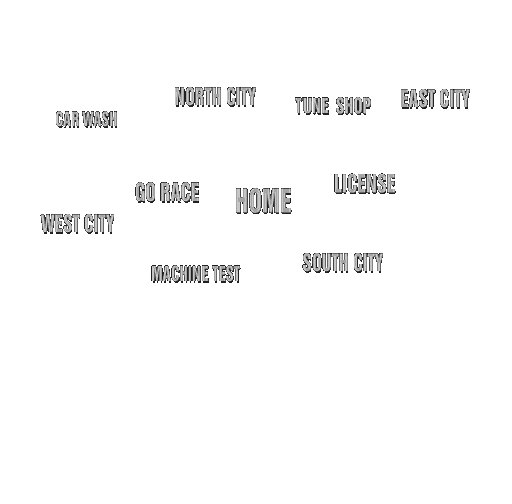 NORTH CITY
EAST CITY
TUNE SHOP
CAR WASH
GO RACE
HOME
LICENSE
WEST CITY
SOUTH CITY
MACHINE TEST